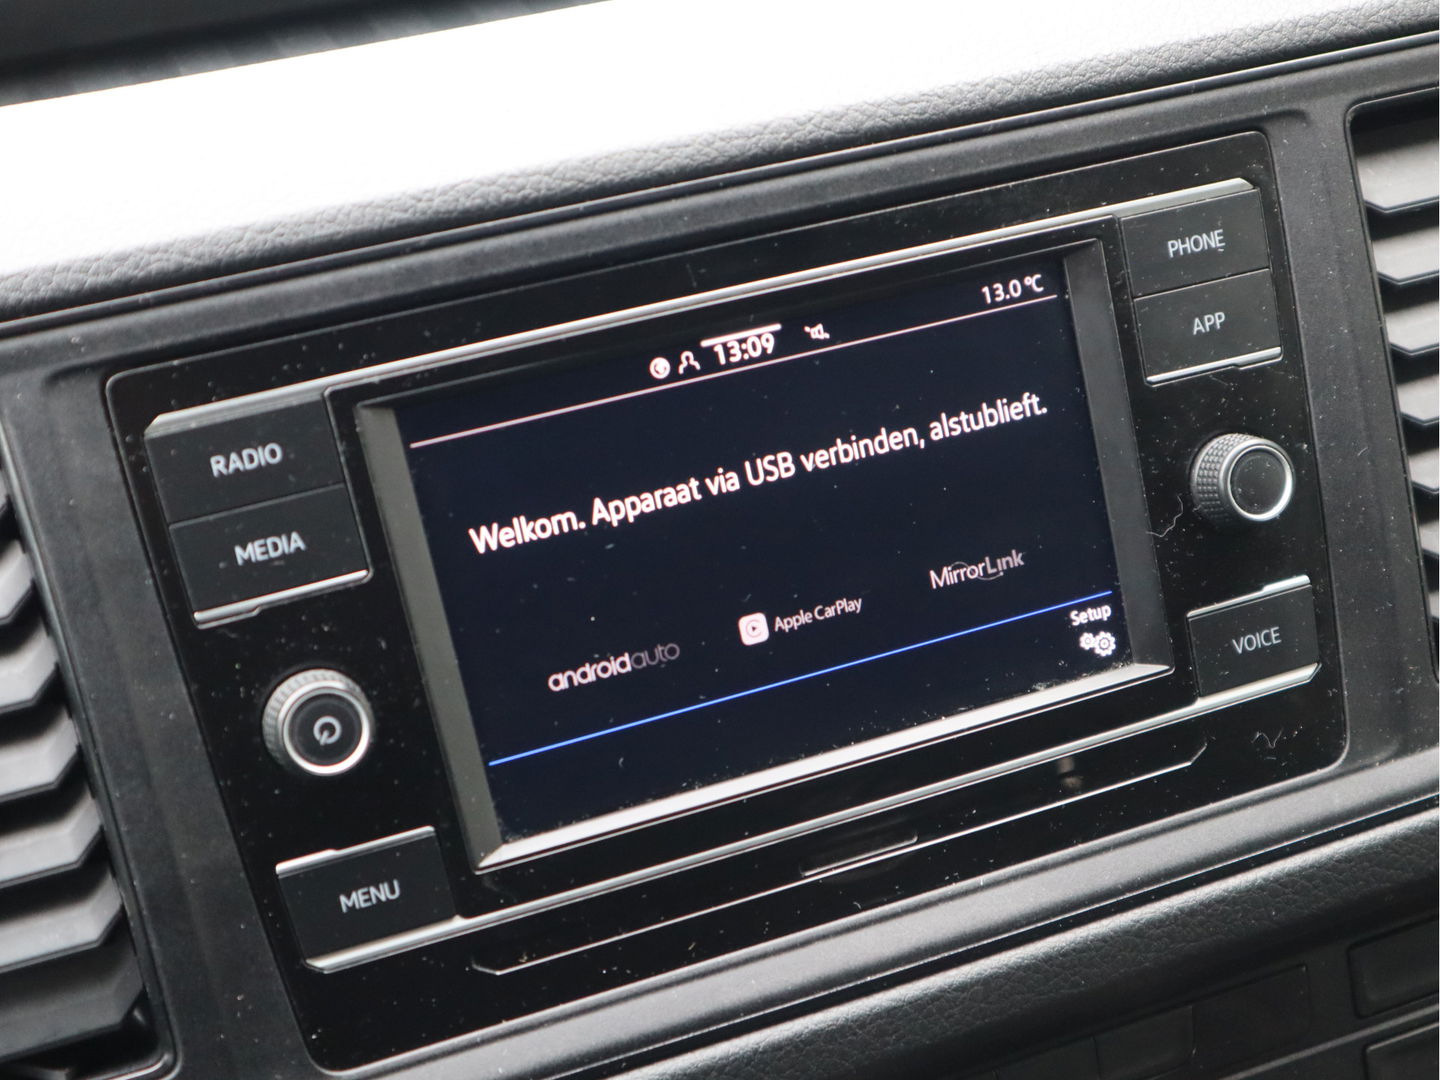 13.0 °C
13:09
Welkom. Apparaat via USB verbinden, alstublieft.
androidauto
Apple CarPlay
MirrorLink
Setup
RADIO
MEDIA
MENU
PHONE
APP
VOICE